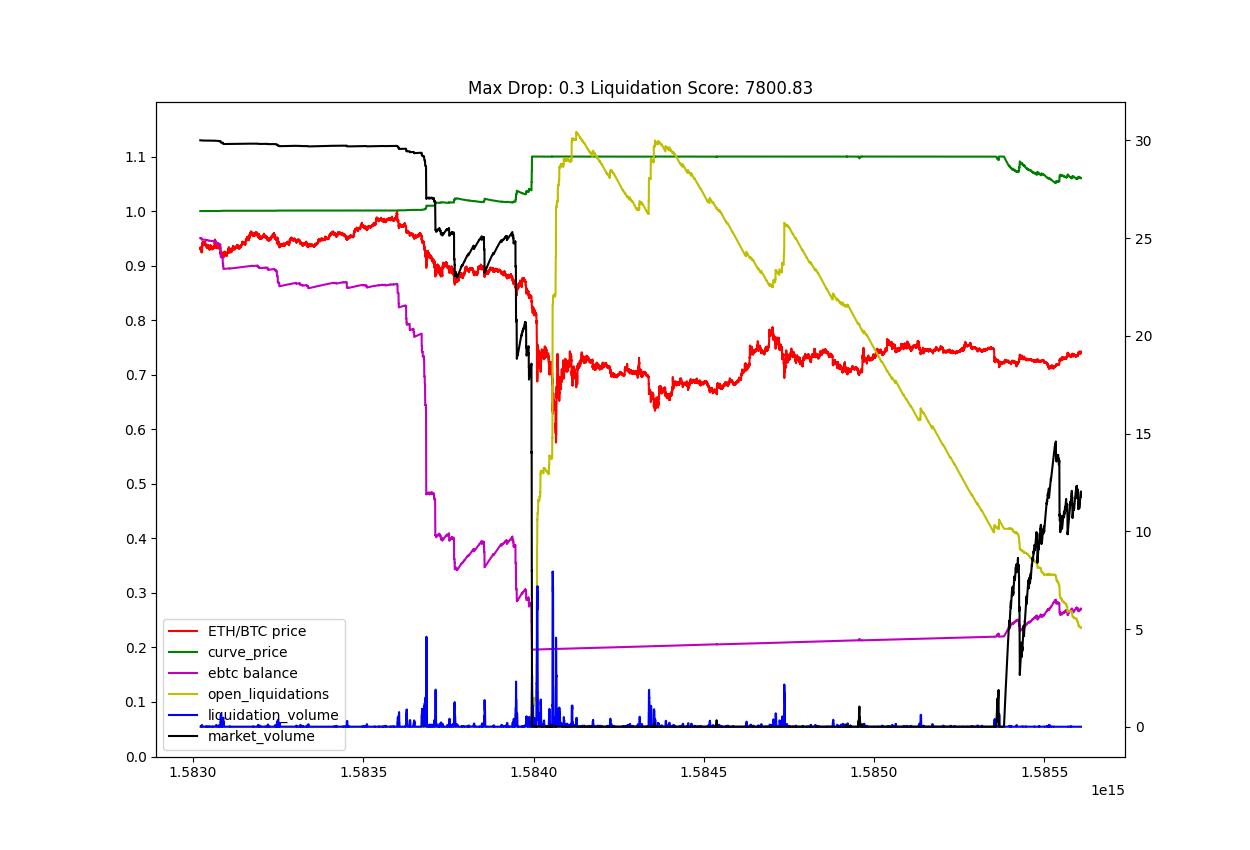 Max Drop: 0.3 Liquidation Score: 7800.83
1.1
1.0
0.9
0.8
0.7
0.6
0.5
0.4
0.3
0.2
0.1
0.0
30
25
20
15
10
5
0
ETH/BTC price
curve_price
ebtc balance
open_liquidations
liquidation_volume
market_volume
1.5830 1.5835 1.5840 1.5845 1.5850 1.5855
1e15